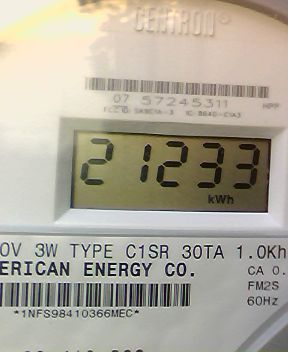 CENTRON®
07 57245311 HPP
21233
kWh
0V 3W TYPE C1SR 30TA 1.0Kh
ERICAN ENERGY CO.
CA 0.
FM2S
60Hz
*1NFS98410366MEC*